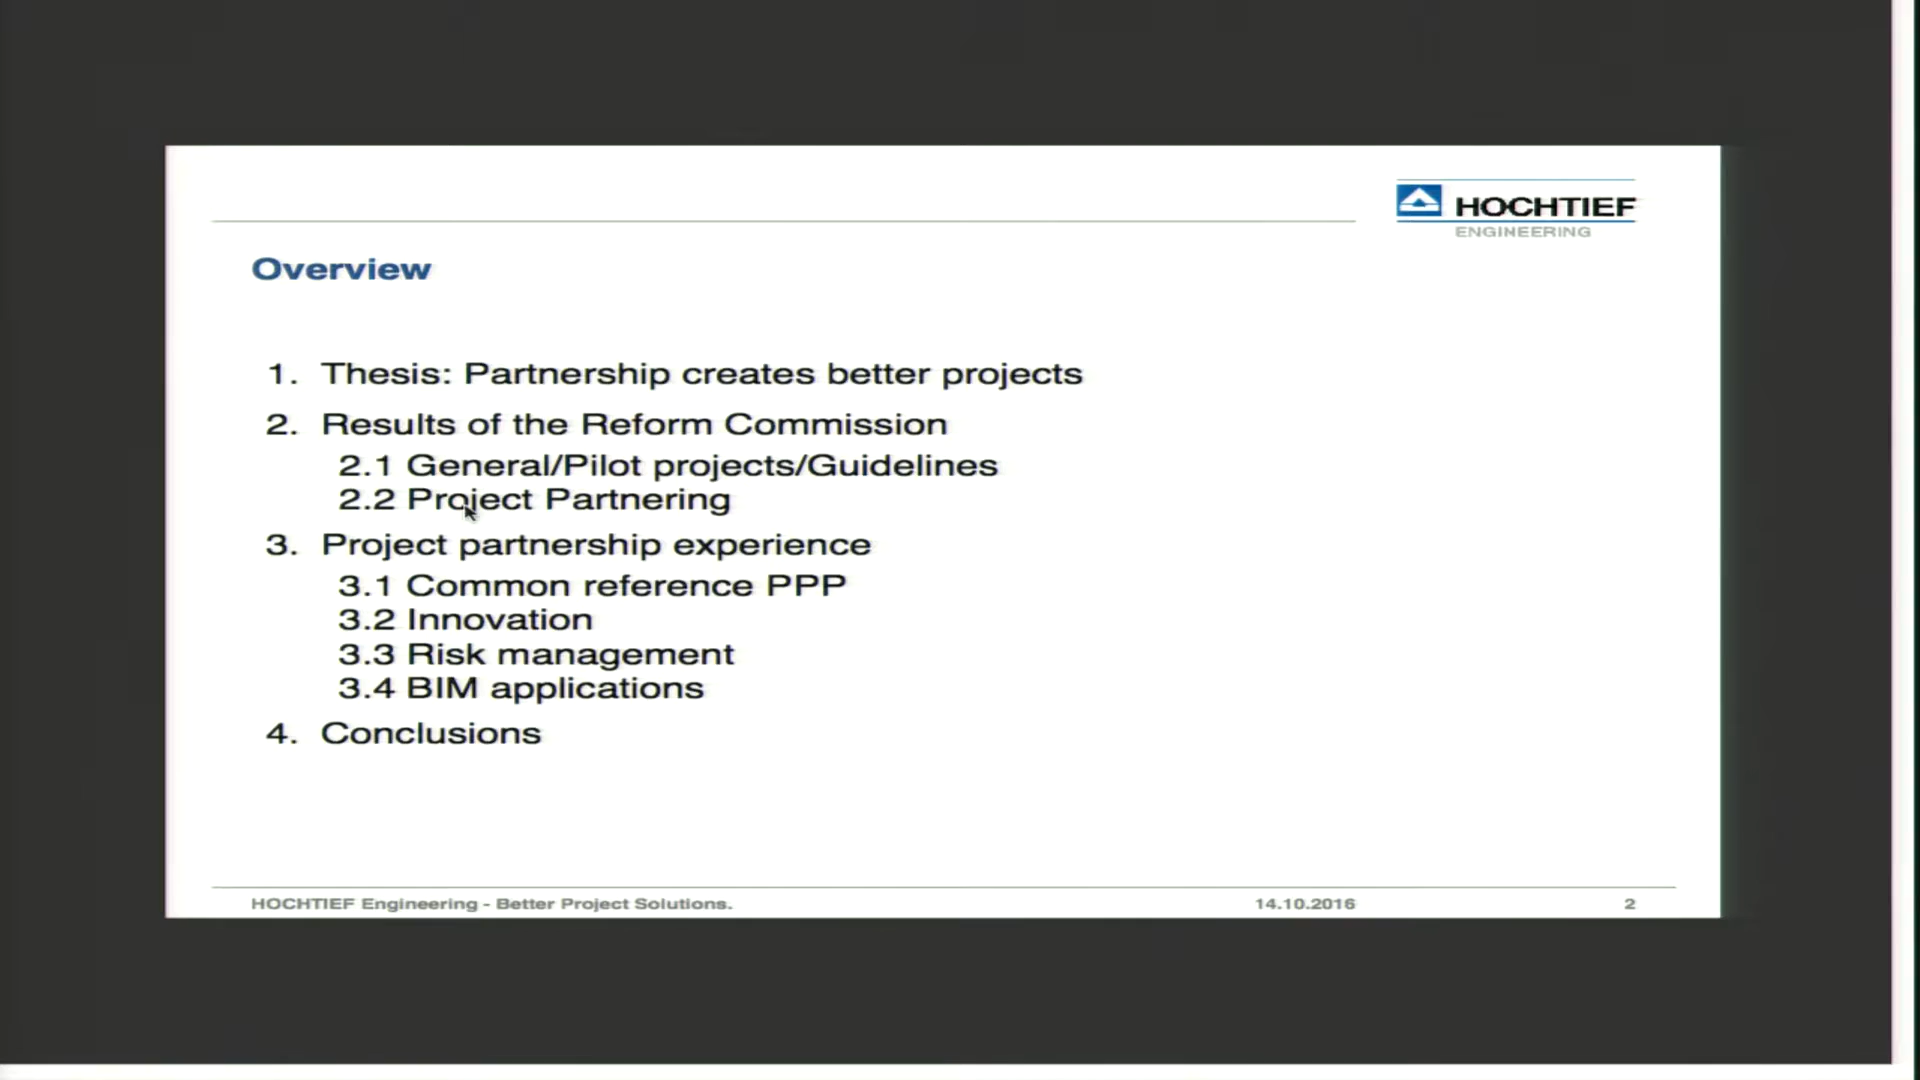 HOCHTIEF
ENGINEERING
Overview
1. Thesis: Partnership creates better projects
2. Results of the Reform Commission
2.1 General/Pilot projects/Guidelines
2.2 Project Partnering
3. Project partnership experience
3.1 Common reference PPP
3.2 Innovation
3.3 Risk management
3.4 BIM applications
4. Conclusions
HOCHTIEF Engineering - Better Project Solutions. 14.10.2016 2